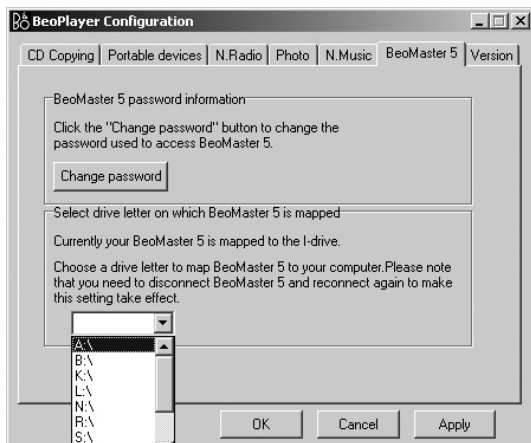 B&O BeoPlayer Configuration
CD Copying Portable devices N.Radio Photo N.Music BeoMaster 5 Version
BeoMaster 5 password information
Click the "Change password" button to change the
password used to access BeoMaster 5.
Change password
Select drive letter on which BeoMaster 5 is mapped
Currently your BeoMaster 5 is mapped to the I-drive.
Choose a drive letter to map BeoMaster 5 to your computer.Please note
that you need to disconnect BeoMaster 5 and reconnect again to make
this setting take effect.
A:\
B:\
K:\
L:\
N:\
R:\
S:\
OK Cancel Apply